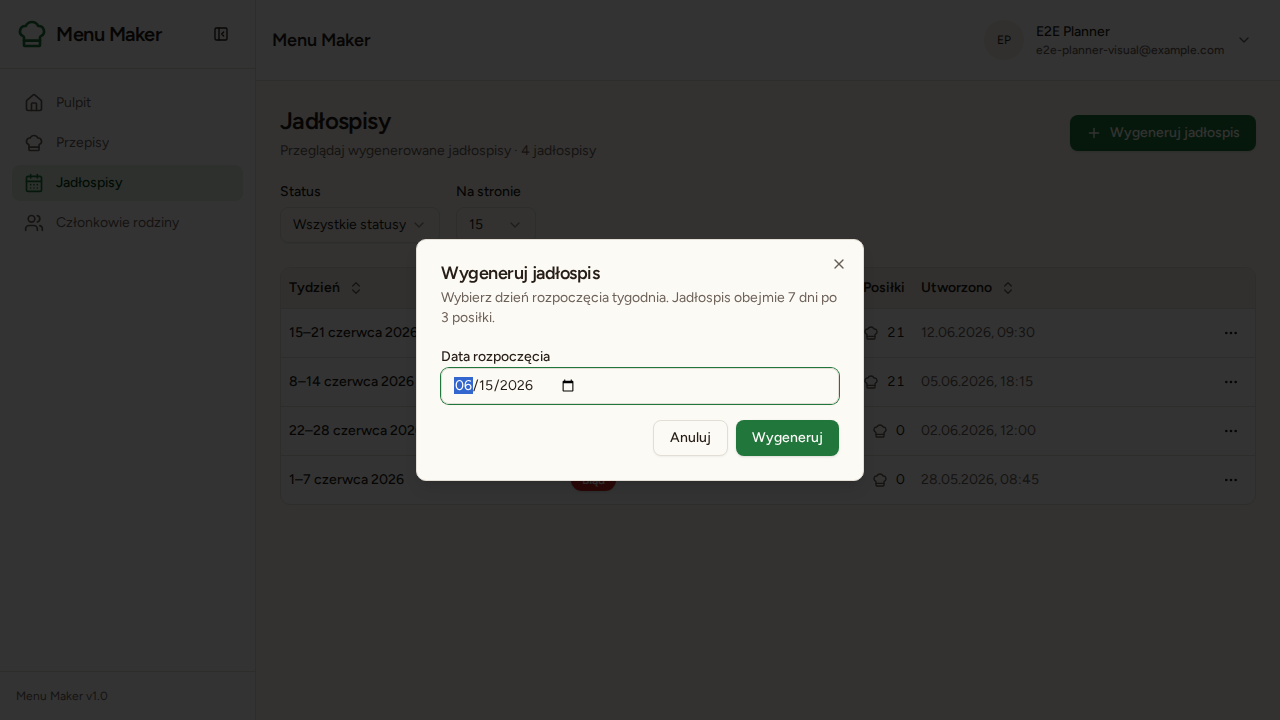 Menu Maker
Menu Maker
EP
E2E Planner
e2e-planner-visual@example.com
Pulpit
Przepisy
Jadłospisy
Członkowie rodziny
Jadłospisy
Przeglądaj wygenerowane jadłospisy · 4 jadłospisy
Wygeneruj jadłospis
Status
Na stronie
Wszystkie statusy
15
Tydzień
Posiłki
Utworzono
15–21 czerwca 2026
21
12.06.2026, 09:30
8–14 czerwca 2026
21
05.06.2026, 18:15
22–28 czerwca 202
0
02.06.2026, 12:00
1–7 czerwca 2026
0
28.05.2026, 08:45
Wygeneruj jadłospis
Wybierz dzień rozpoczęcia tygodnia. Jadłospis obejmie 7 dni po
3 posiłki.
Data rozpoczęcia
06/15/2026
Anuluj
Wygeneruj
Menu Maker v1.0